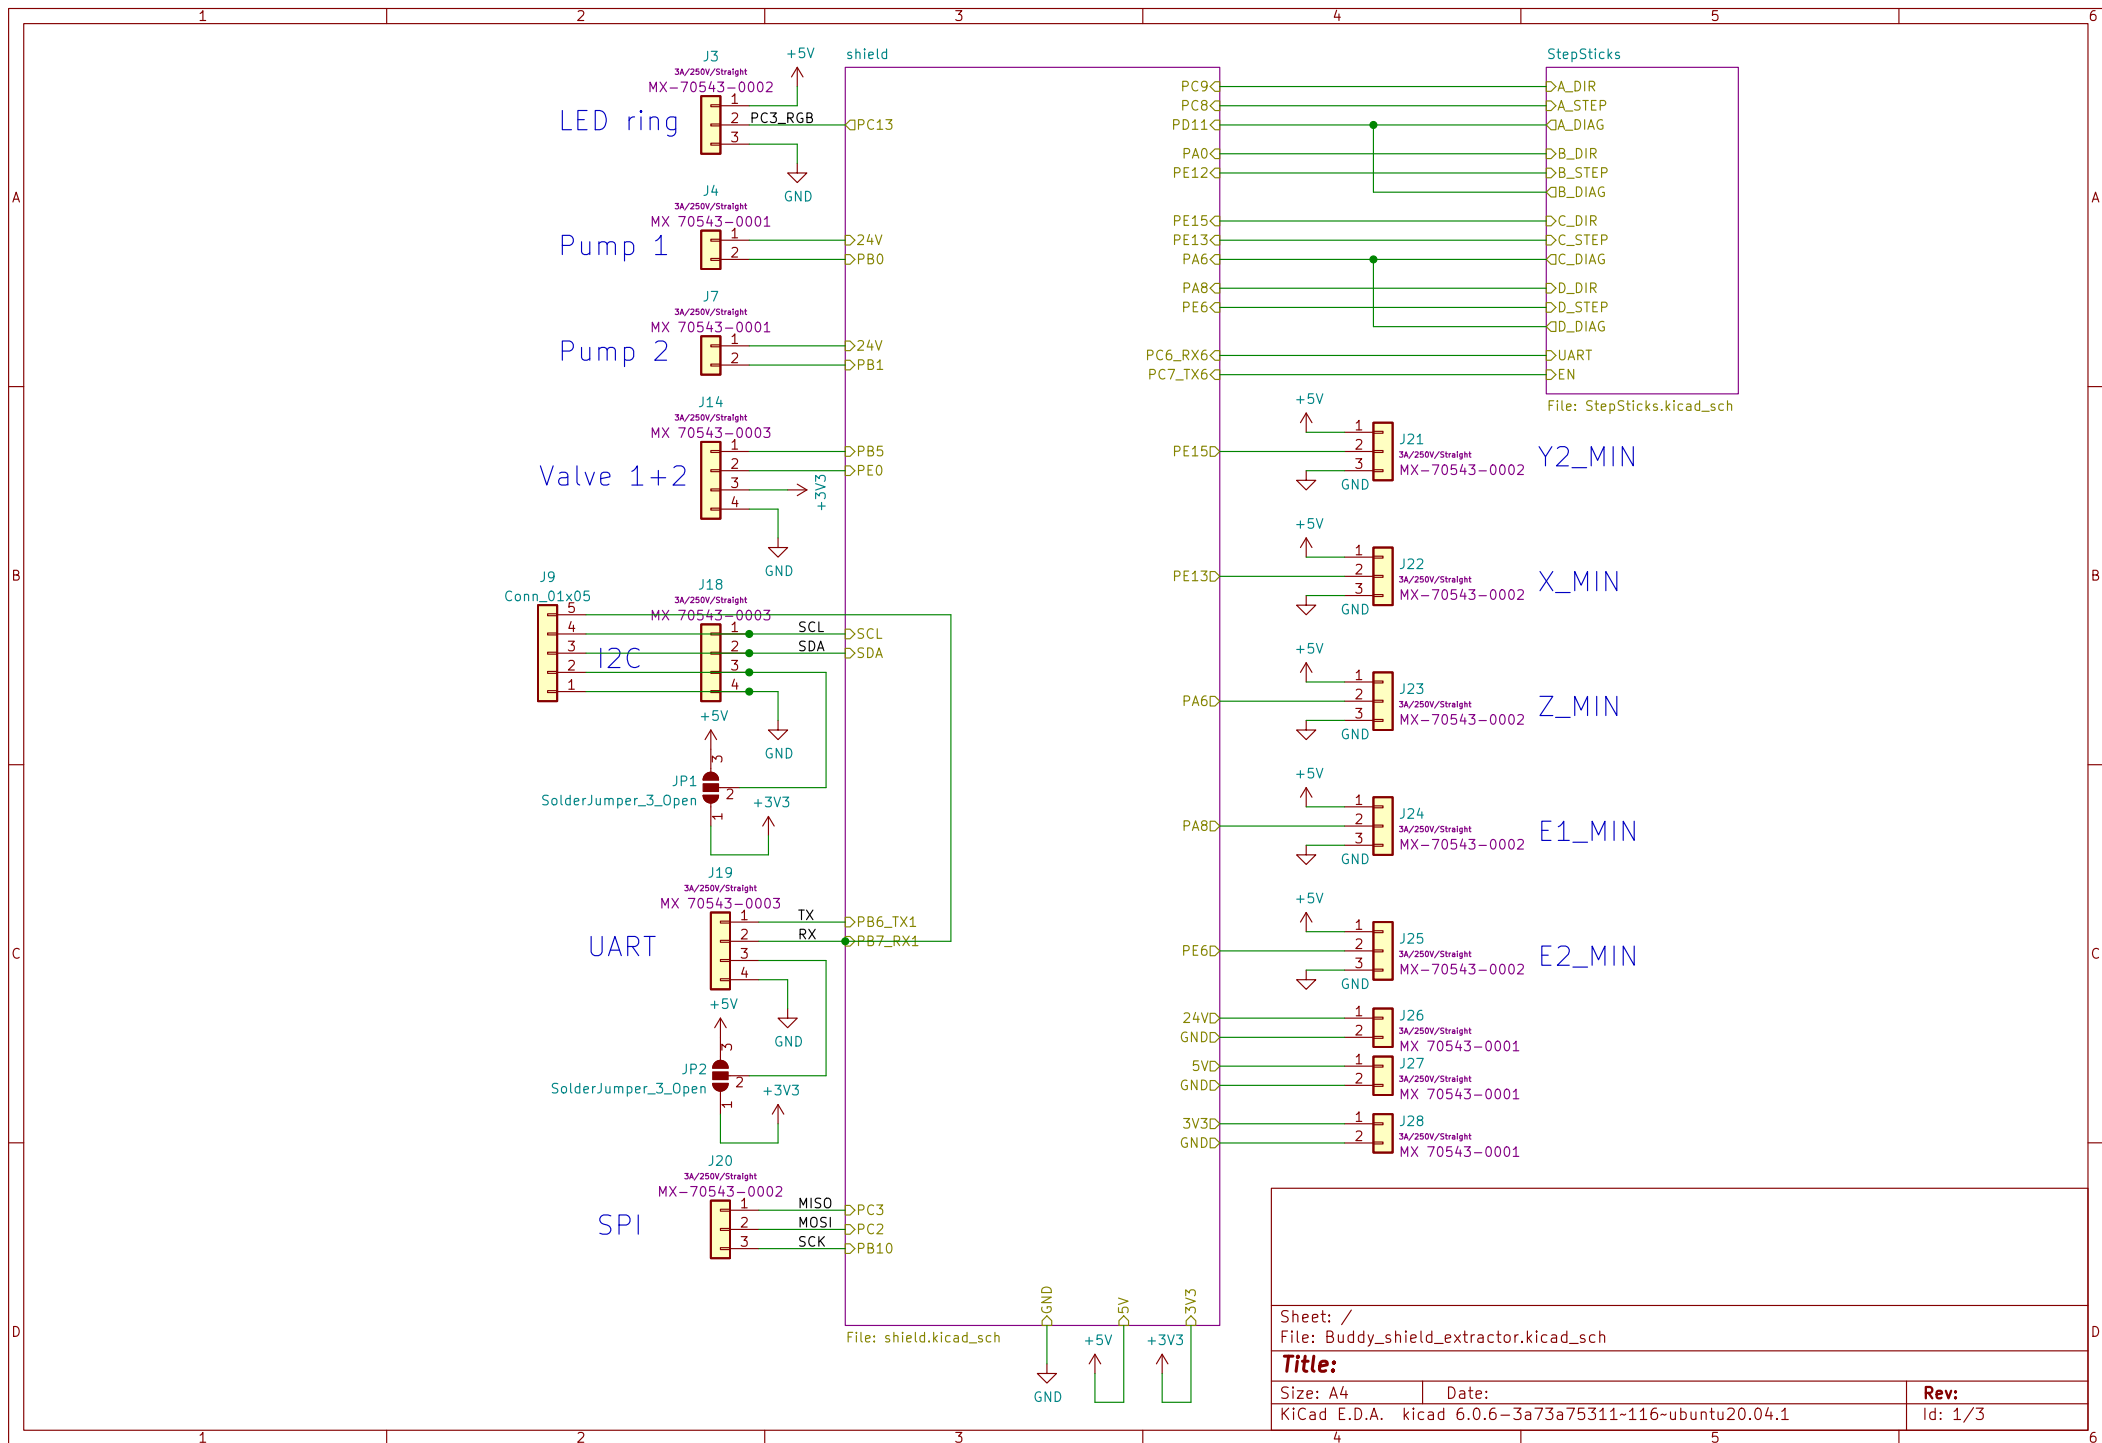 1 2 3 4 5 6
A
B
C
D
J3
3A/250V/Straight
MX-70543-0002
LED ring
1
2
3
+5V
PC3_RGB
GND
J4
3A/250V/Straight
MX 70543-0001
Pump 1
1
2
J7
3A/250V/Straight
MX 70543-0001
Pump 2
1
2
J14
3A/250V/Straight
MX 70543-0003
Valve 1+2
1
2
3
4
+3V3
GND
J9
Conn_01x05
5
4
3
2
1
I2C
J18
3A/250V/Straight
MX 70543-0003
1
2
3
4
SCL
SDA
GND
+5V
3
JP1
2
SolderJumper_3_Open
1
+3V3
J19
3A/250V/Straight
MX 70543-0003
UART
1
2
3
4
TX
RX
GND
+5V
3
JP2
2
SolderJumper_3_Open
1
+3V3
J20
3A/250V/Straight
MX-70543-0002
SPI
1
2
3
MISO
MOSI
SCK
shield
PC13
24V
PB0
24V
PB1
PB5
PE0
SCL
SDA
PB6_TX1
PB7_RX1
PC3
PC2
PB10
PC9
PC8
PD11
PA0
PE12
PE15
PE13
PA6
PA8
PE6
PC6_RX6
PC7_TX6
PE15
PE13
PA6
PA8
PE6
24V
GND
5V
GND
3V3
GND
GND
5V
3V3
File: shield.kicad_sch
GND
+5V
+3V3
StepSticks
A_DIR
A_STEP
A_DIAG
B_DIR
B_STEP
B_DIAG
C_DIR
C_STEP
C_DIAG
D_DIR
D_STEP
D_DIAG
UART
EN
File: StepSticks.kicad_sch
+5V
1
2
3
GND
J21
3A/250V/Straight
MX-70543-0002
Y2_MIN
+5V
1
2
3
GND
J22
3A/250V/Straight
MX-70543-0002
X_MIN
+5V
1
2
3
GND
J23
3A/250V/Straight
MX-70543-0002
Z_MIN
+5V
1
2
3
GND
J24
3A/250V/Straight
MX-70543-0002
E1_MIN
+5V
1
2
3
GND
J25
3A/250V/Straight
MX-70543-0002
E2_MIN
1
2
J26
3A/250V/Straight
MX 70543-0001
1
2
J27
3A/250V/Straight
MX 70543-0001
1
2
J28
3A/250V/Straight
MX 70543-0001
Sheet: /
File: Buddy_shield_extractor.kicad_sch
Title:
Size: A4 Date: Rev:
KiCad E.D.A. kicad 6.0.6-3a73a75311~116~ubuntu20.04.1 Id: 1/3
A
B
C
D
1 2 3 4 5 6